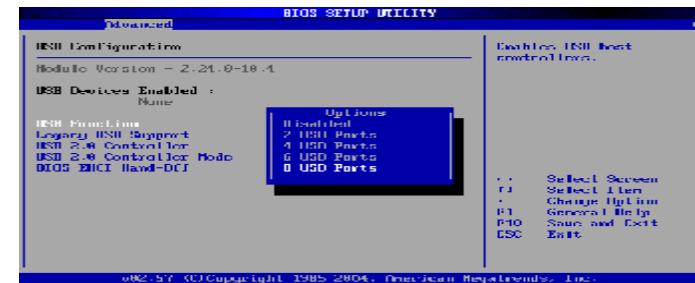 BIOS SETUP UTILITY
Advanced
USB Configuration
Enables USB host
controllers.
Module Version - 2.24.0-10.4
USB Devices Enabled :
None
USB Function
Legacy USB Support
USB 2.0 Controller
USB 2.0 Controller Mode
BIOS EHCI Hand-Off
Options
Disabled
2 USB Ports
4 USB Ports
6 USB Ports
8 USB Ports
Select Screen
Select Item
Change Option
F1 General Help
F10 Save and Exit
ESC Exit
v02.57 (C)Copyright 1985-2004, American Megatrends, Inc.